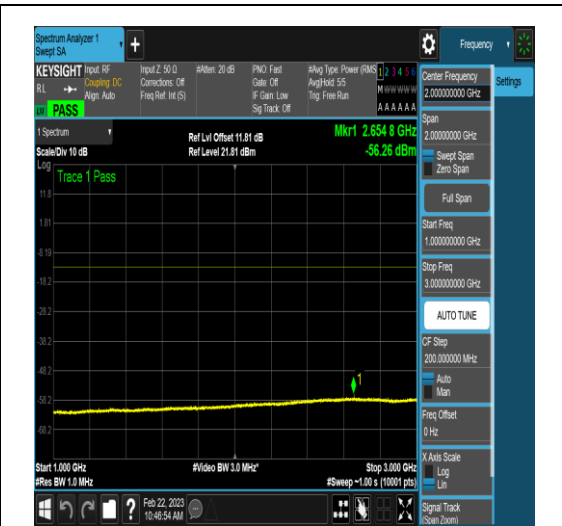 Spectrum Analyzer 1
Swept SA
+
Frequency
KEYSIGHT
RL
PASS
Input: RF
Coupling: DC
Align: Auto
Input Z: 50 Ω
Corrections: Off
Freq Ref: Int (S)
#Atten: 20 dB
PNO: Fast
Gate: Off
IF Gain: Low
Sig Track: Off
#Avg Type: Power (RMS
Avg|Hold: 5/5
Trig: Free Run
1 2 3 4 5 6
M W W W W W
A A A A A A
1 Spectrum
Scale/Div 10 dB
Ref Lvl Offset 11.81 dB
Ref Level 21.81 dBm
Mkr1 2.654 8 GHz
-56.26 dBm
Log
Trace 1 Pass
11.8
1.81
-8.19
-18.2
-28.2
-38.2
-48.2
-58.2
-68.2
1
Start 1.000 GHz
#Res BW 1.0 MHz
#Video BW 3.0 MHz*
Stop 3.000 GHz
#Sweep ~1.00 s (10001 pts)
Feb 22, 2023
10:46:54 AM
?
Center Frequency
2.000000000 GHz
Settings
Span
2.00000000 GHz
Swept Span
Zero Span
Full Span
Start Freq
1.000000000 GHz
Stop Freq
3.000000000 GHz
AUTO TUNE
CF Step
200.000000 MHz
Auto
Man
Freq Offset
0 Hz
X Axis Scale
Log
Lin
Signal Track
(Span Zoom)